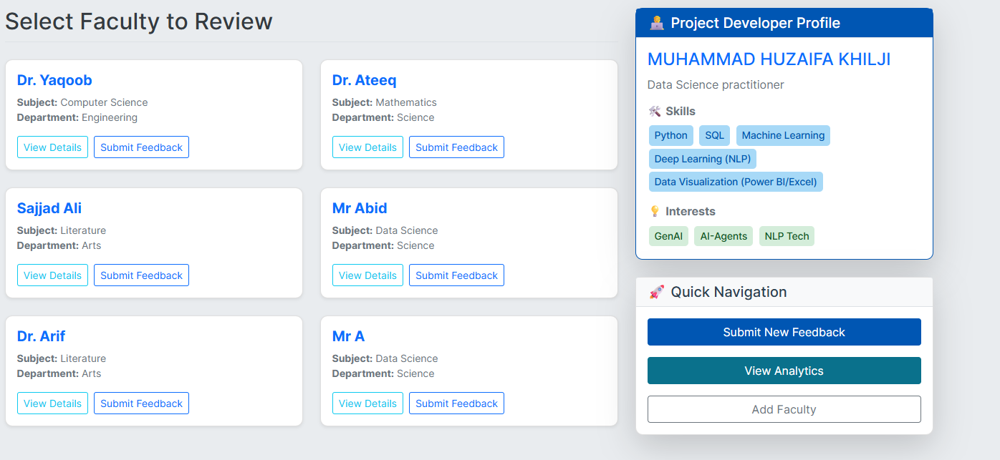 Select Faculty to Review
Dr. Yaqoob
Subject: Computer Science
Department: Engineering
View Details
Submit Feedback
Dr. Ateeq
Subject: Mathematics
Department: Science
View Details
Submit Feedback
Sajjad Ali
Subject: Literature
Department: Arts
View Details
Submit Feedback
Mr Abid
Subject: Data Science
Department: Science
View Details
Submit Feedback
Dr. Arif
Subject: Literature
Department: Arts
View Details
Submit Feedback
Mr A
Subject: Data Science
Department: Science
View Details
Submit Feedback
Project Developer Profile
MUHAMMAD HUZAIFA KHILJI
Data Science practitioner
Skills
Python
SQL
Machine Learning
Deep Learning (NLP)
Data Visualization (Power BI/Excel)
Interests
GenAI
AI-Agents
NLP Tech
Quick Navigation
Submit New Feedback
View Analytics
Add Faculty